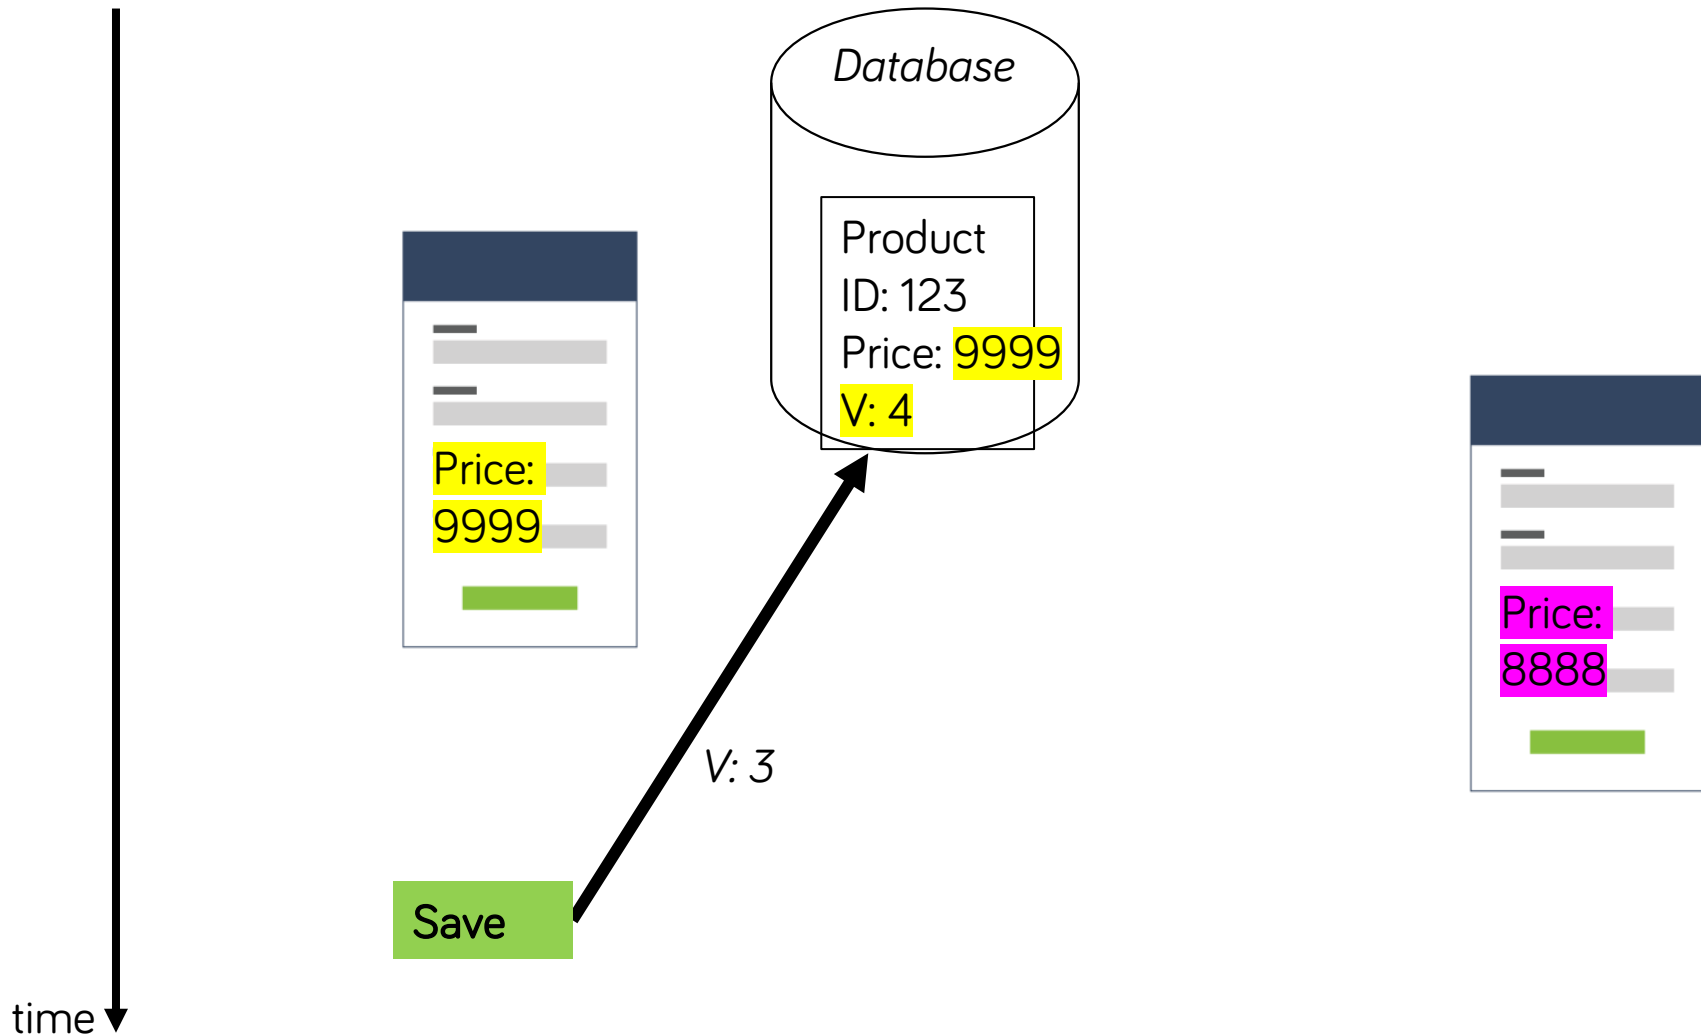 Database
Product
ID: 123
Price: 9999
V: 4
Price:
9999
Price:
8888
V: 3
Save
time